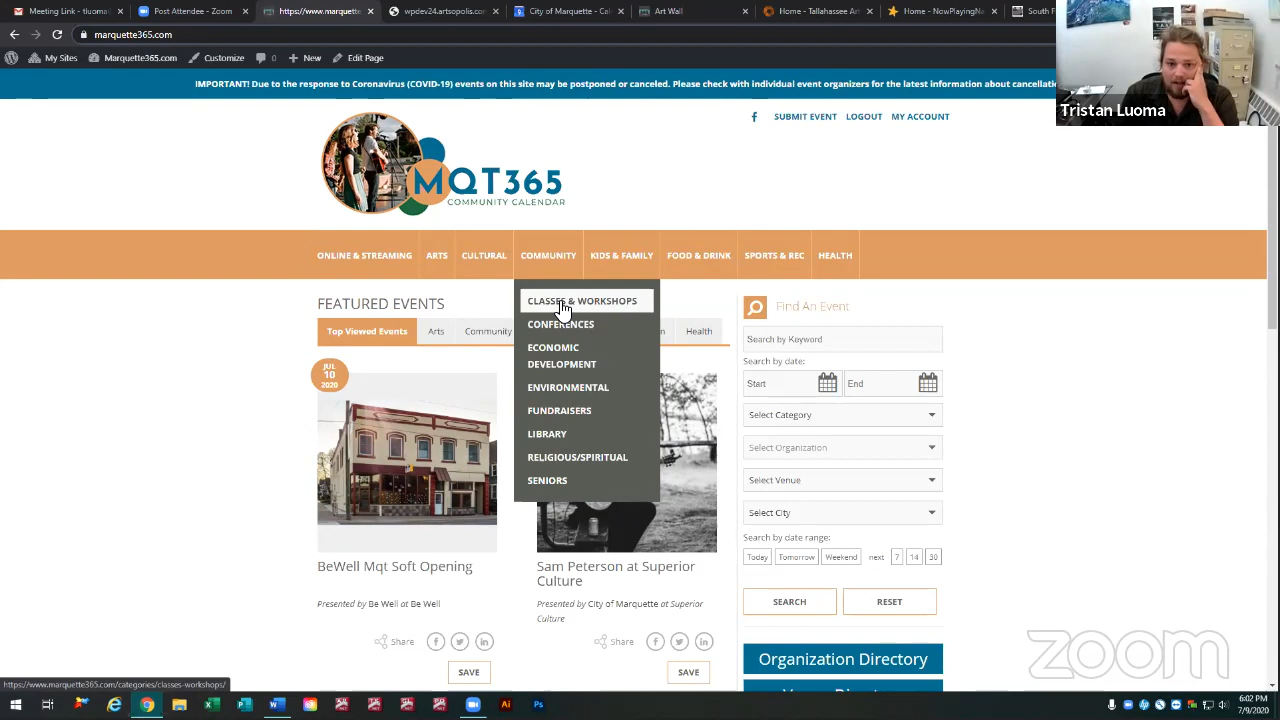 Meeting - Zoom
Post Attendee - Zoom
https://www.marquette365.com
wpdev24.artsopolis.com
City of Marquette - Cal
Art Wall
Home - Tallahassee Arts
Home - NowPlayingN
South F
marquette365.com
My Sites
Marquette365.com
Customize
0
New
Edit Page
IMPORTANT! Due to the response to Coronavirus (COVID-19) events on this site may be postponed or canceled. Please check with individual event organizers for the latest information about cancellati
Tristan Luoma
SUBMIT EVENT LOGOUT MY ACCOUNT
MQT365
COMMUNITY CALENDAR
ONLINE & STREAMING ARTS CULTURAL COMMUNITY KIDS & FAMILY FOOD & DRINK SPORTS & REC HEALTH
FEATURED EVENTS
Top Viewed Events Arts Community Health
CLASSES & WORKSHOPS
CONFERENCES
ECONOMIC
DEVELOPMENT
ENVIRONMENTAL
FUNDRAISERS
LIBRARY
RELIGIOUS/SPIRITUAL
SENIORS
Find An Event
Search by Keyword
Search by date:
Start End
Select Category
Select Organization
Select Venue
Select City
Search by date range:
Today Tomorrow Weekend next 7 14 30
SEARCH RESET
JUL
10
2020
BeWell Mqt Soft Opening
Presented by Be Well at Be Well
Share
SAVE
Sam Peterson at Superior
Culture
Presented by City of Marquette at Superior
Culture
Share
SAVE
Organization Directory
zoom
https://www.marquette365.com/categories/classes-workshops/
6:02 PM
7/9/2020